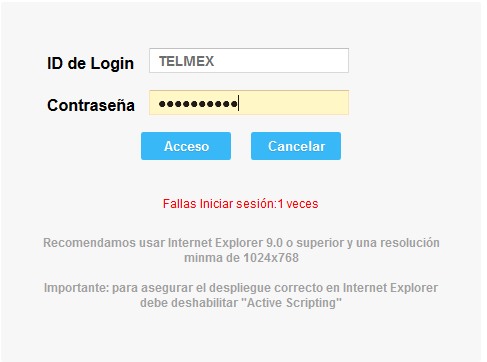 ID de Login TELMEX
Contraseña ●●●●●●●●●●
Acceso Cancelar
Fallas Iniciar sesión:1 veces
Recomendamos usar Internet Explorer 9.0 o superior y una resolución
minma de 1024x768
Importante: para asegurar el despliegue correcto en Internet Explorer
debe deshabilitar "Active Scripting"